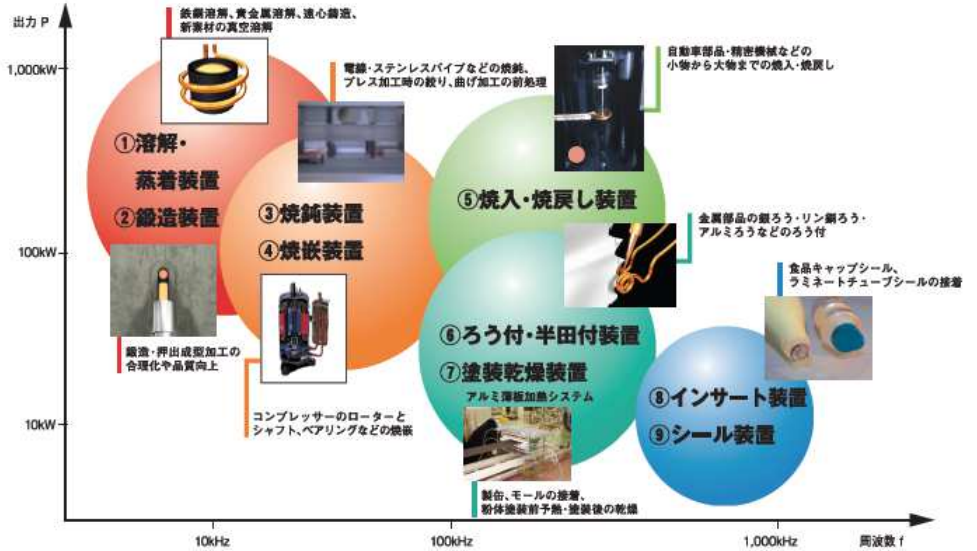 出力 P
1,000kW
100kW
10kW
鉄鋼溶解、貴金属溶解、遠心鋳造、
新素材の真空溶解
①溶解・
蒸着装置
②鍛造装置
鍛造・押出成型加工の
合理化や品質向上
電線・ステンレスパイプなどの焼鈍、
プレス加工時の絞り、曲げ加工の前処理
③焼鈍装置
④焼嵌装置
コンプレッサーのローターと
シャフト、ベアリングなどの焼嵌
自動車部品・精密機械などの
小物から大物までの焼入・焼戻し
⑤焼入・焼戻し装置
金属部品の銀ろう・リン銅ろう・
アルミろうなどのろう付
⑥ろう付・半田付装置
⑦塗装乾燥装置
アルミ薄板加熱システム
製缶、モールの接着、
粉体塗装前予熱・塗装後の乾燥
食品キャップシール、
ラミネートチューブシールの接着
⑧インサート装置
⑨シール装置
10kHz
100kHz
1,000kHz
周波数 f